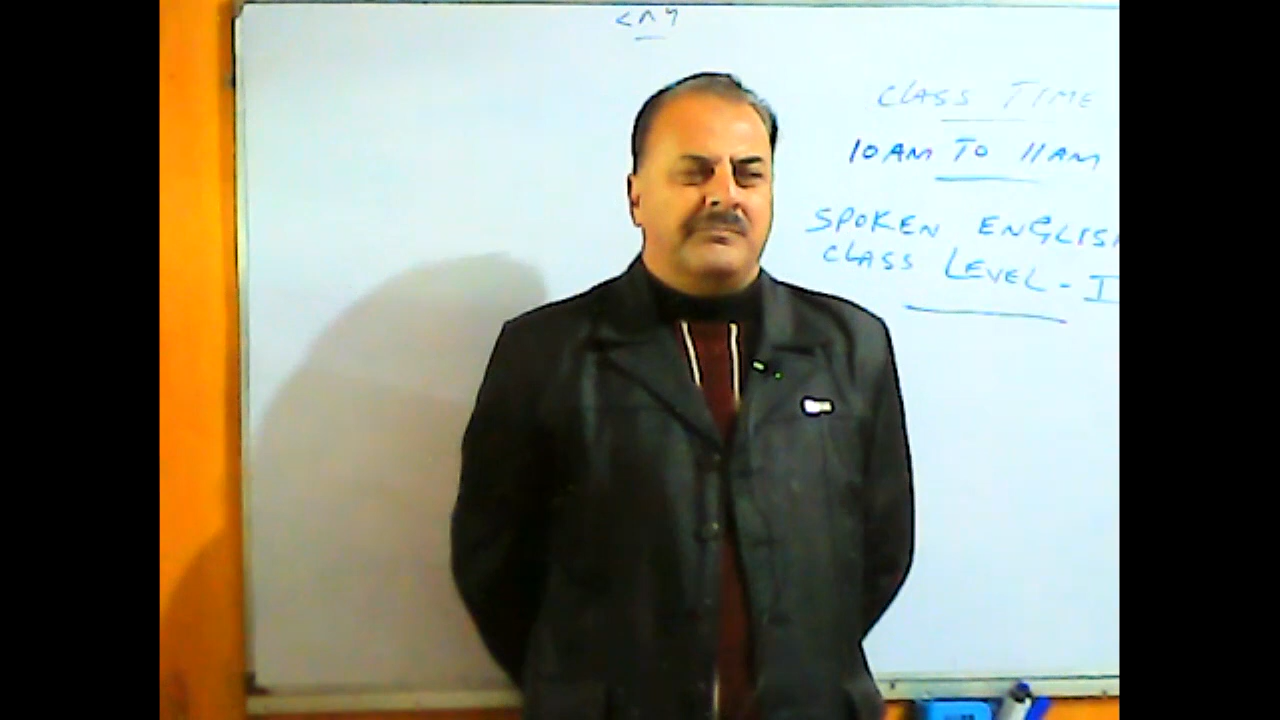 CLASS TIME
10AM TO 11AM
SPOKEN ENGLISH
CLASS LEVEL-I